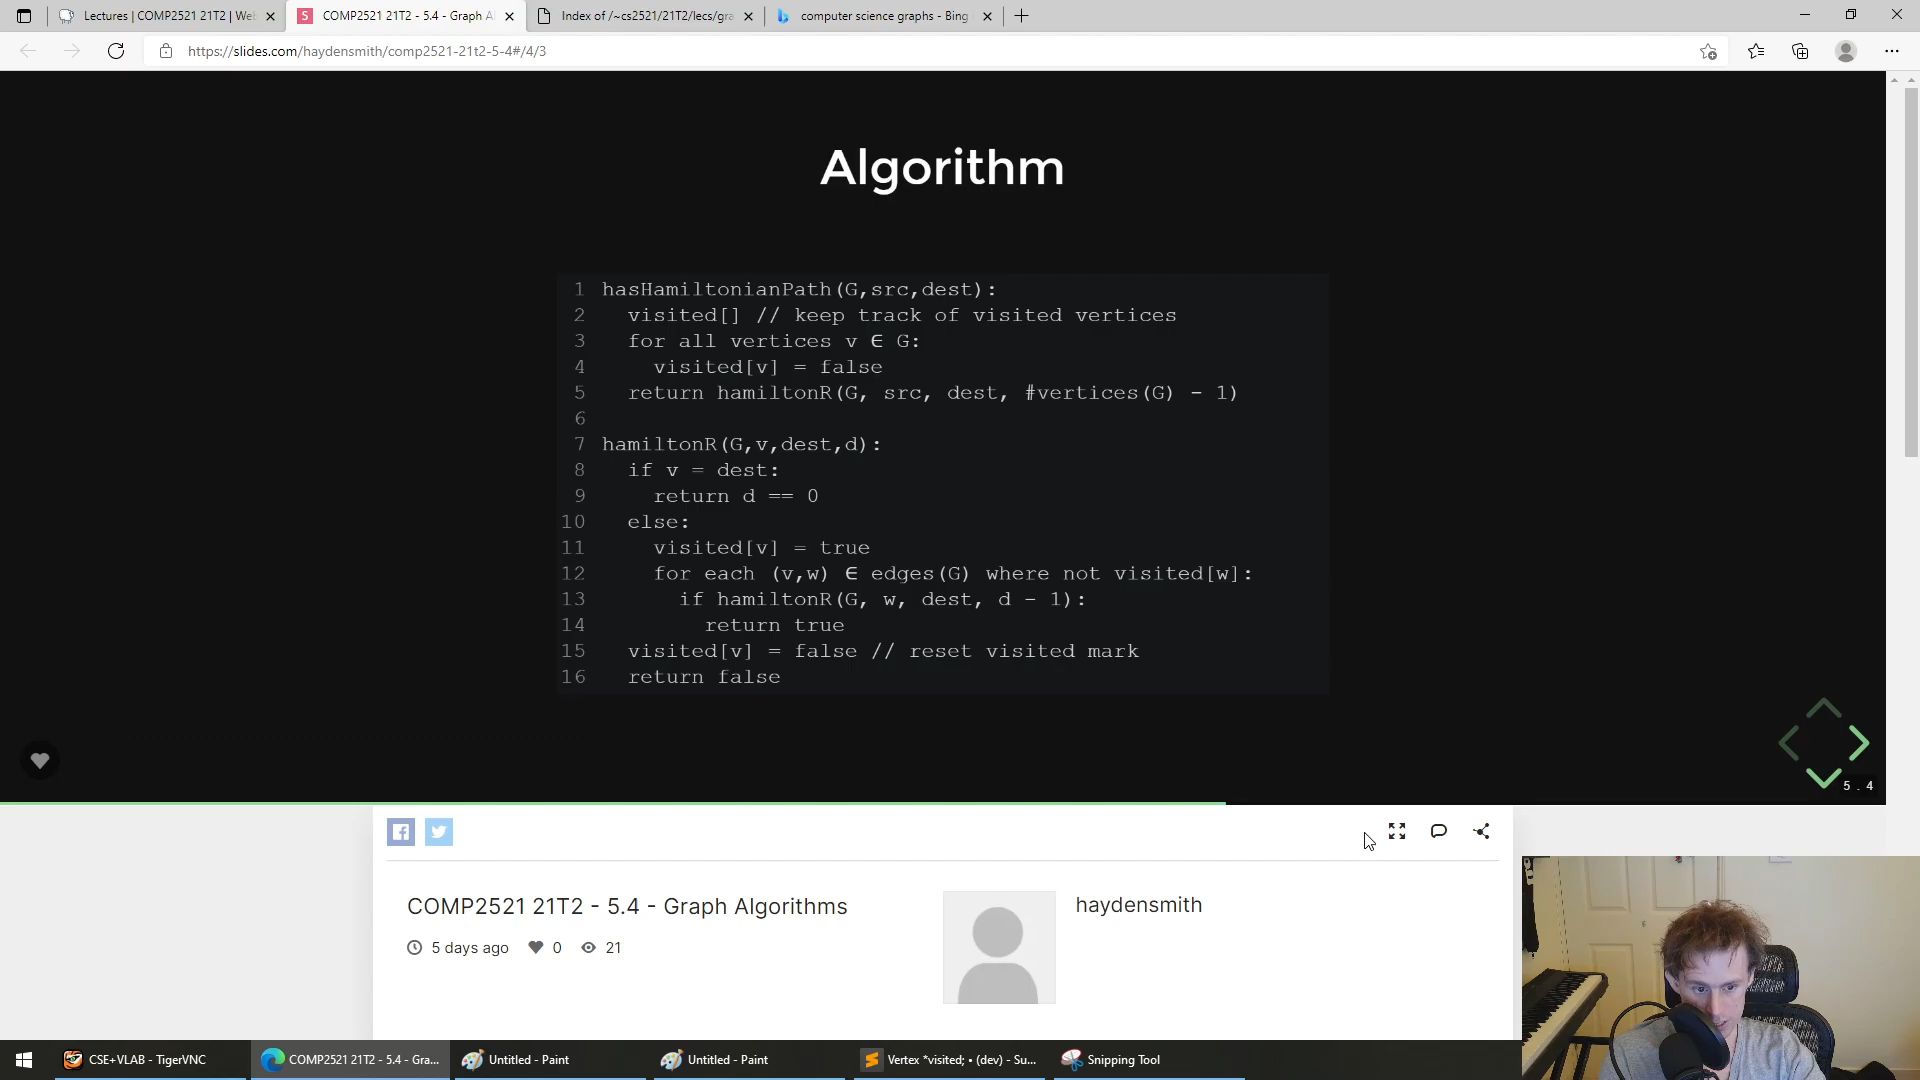 Lectures | COMP2521 21T2 | Web
COMP2521 21T2 - 5.4 - Graph Al
Index of /~cs2521/21T2/lecs/gra
computer science graphs - Bing
https://slides.com/haydensmith/comp2521-21t2-5-4#/4/3
Algorithm
1 hasHamiltonianPath(G,src,dest):
2 visited[] // keep track of visited vertices
3 for all vertices v ∈ G:
4 visited[v] = false
5 return hamiltonR(G, src, dest, #vertices(G) - 1)
6
7 hamiltonR(G,v,dest,d):
8 if v = dest:
9 return d == 0
10 else:
11 visited[v] = true
12 for each (v,w) ∈ edges(G) where not visited[w]:
13 if hamiltonR(G, w, dest, d - 1):
14 return true
15 visited[v] = false // reset visited mark
16 return false
5 . 4
COMP2521 21T2 - 5.4 - Graph Algorithms
haydensmith
5 days ago 0 21
CSE+VLAB - TigerVNC
COMP2521 21T2 - 5.4 - Gra...
Untitled - Paint
Untitled - Paint
Vertex *visited; • (dev) - Su...
Snipping Tool